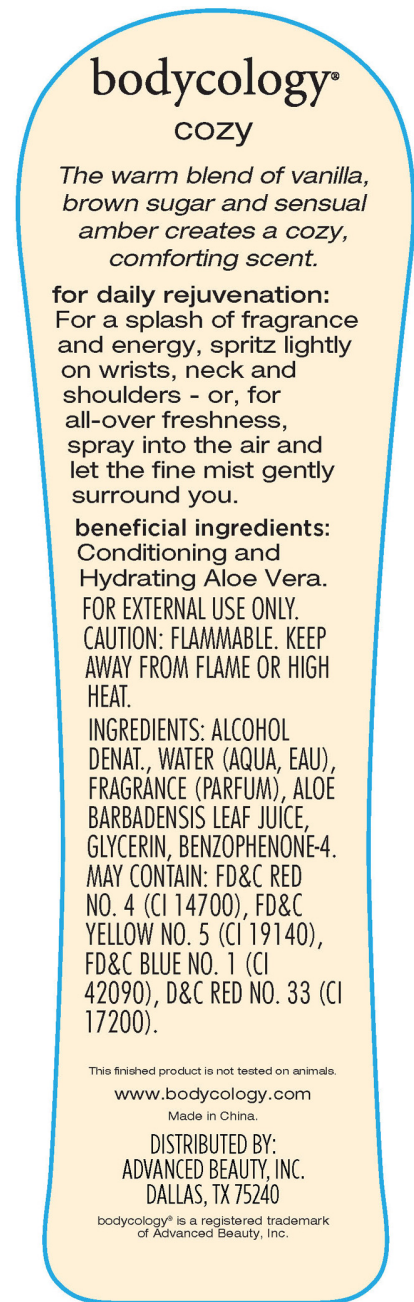 bodycology®
cozy
The warm blend of vanilla,
brown sugar and sensual
amber creates a cozy,
comforting scent.
for daily rejuvenation:
For a splash of fragrance
and energy, spritz lightly
on wrists, neck and
shoulders - or, for
all-over freshness,
spray into the air and
let the fine mist gently
surround you.
beneficial ingredients:
Conditioning and
Hydrating Aloe Vera.
FOR EXTERNAL USE ONLY.
CAUTION: FLAMMABLE. KEEP
AWAY FROM FLAME OR HIGH
HEAT.
INGREDIENTS: ALCOHOL
DENAT., WATER (AQUA, EAU),
FRAGRANCE (PARFUM), ALOE
BARBADENSIS LEAF JUICE,
GLYCERIN, BENZOPHENONE-4.
MAY CONTAIN: FD&C RED
NO. 4 (CI 14700), FD&C
YELLOW NO. 5 (CI 19140),
FD&C BLUE NO. 1 (CI
42090), D&C RED NO. 33 (CI
17200).
This finished product is not tested on animals.
www.bodycology.com
Made in China.
DISTRIBUTED BY:
ADVANCED BEAUTY, INC.
DALLAS, TX 75240
bodycology® is a registered trademark
of Advanced Beauty, Inc.